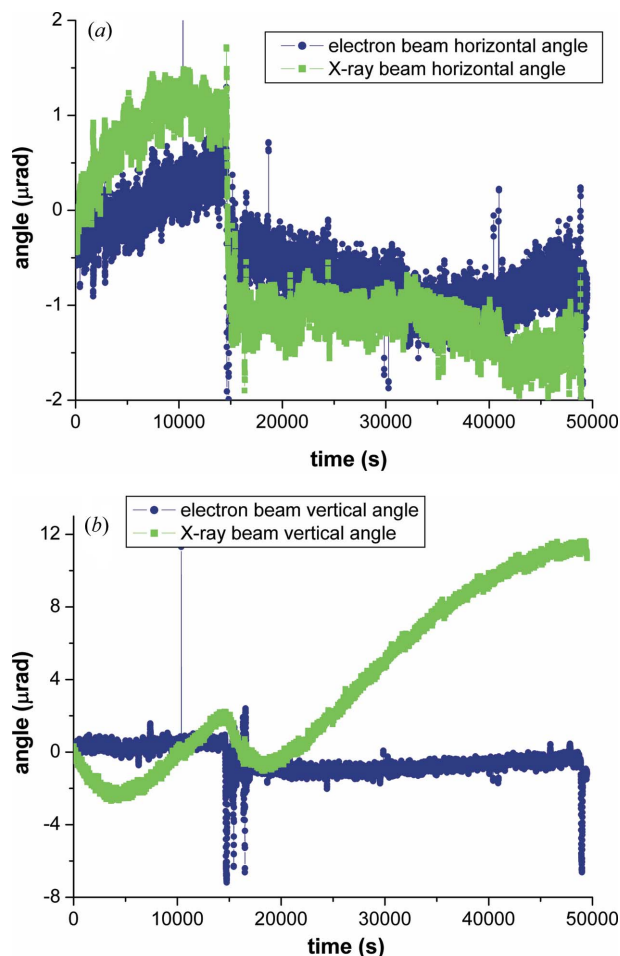 (a)
electron beam horizontal angle
X-ray beam horizontal angle
angle (μrad)
2
1
0
-1
-2
0 10000 20000 30000 40000 50000
time (s)
(b)
electron beam vertical angle
X-ray beam vertical angle
angle (μrad)
12
8
4
0
-4
-8
0 10000 20000 30000 40000 50000
time (s)